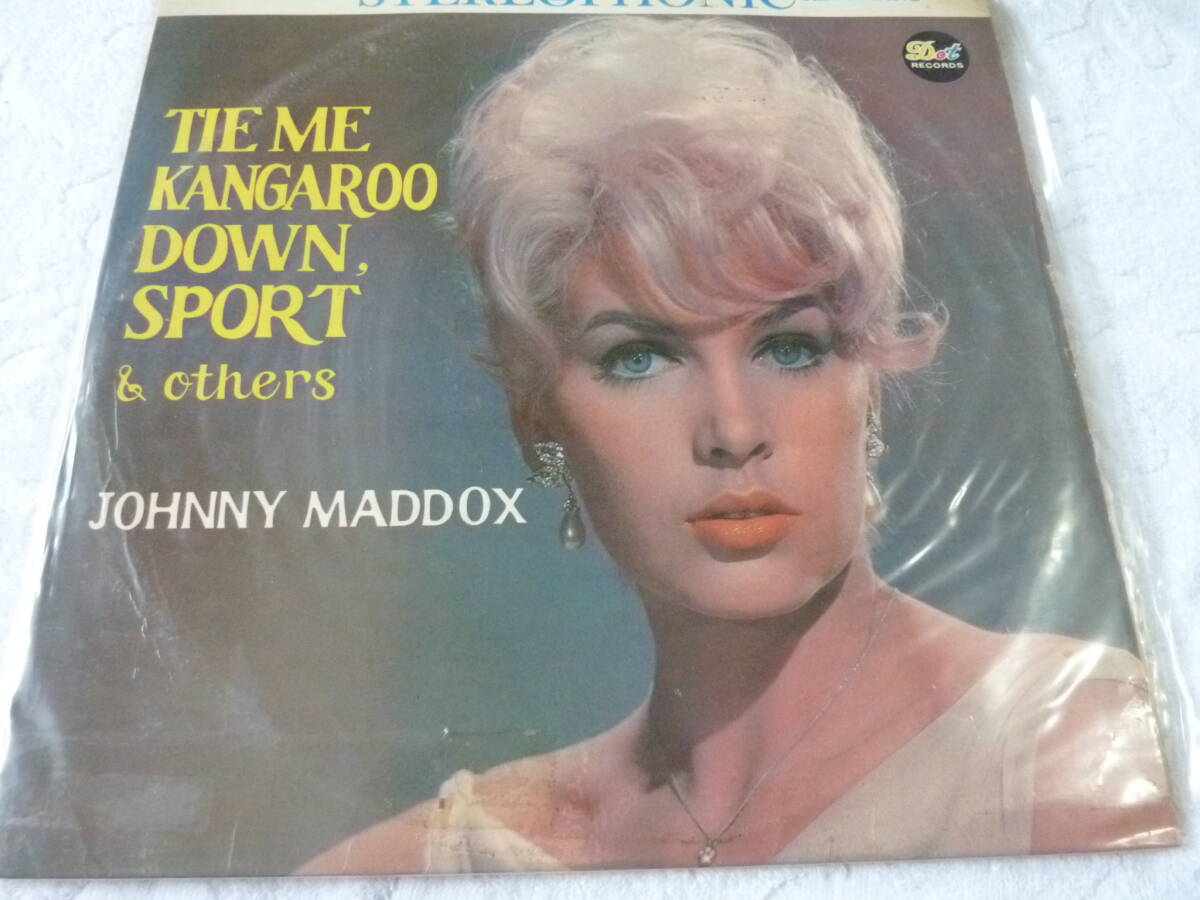 STEREOPHONIC
Dot
RECORDS
TIE ME
KANGAROO
DOWN,
SPORT
& others
JOHNNY MADDOX